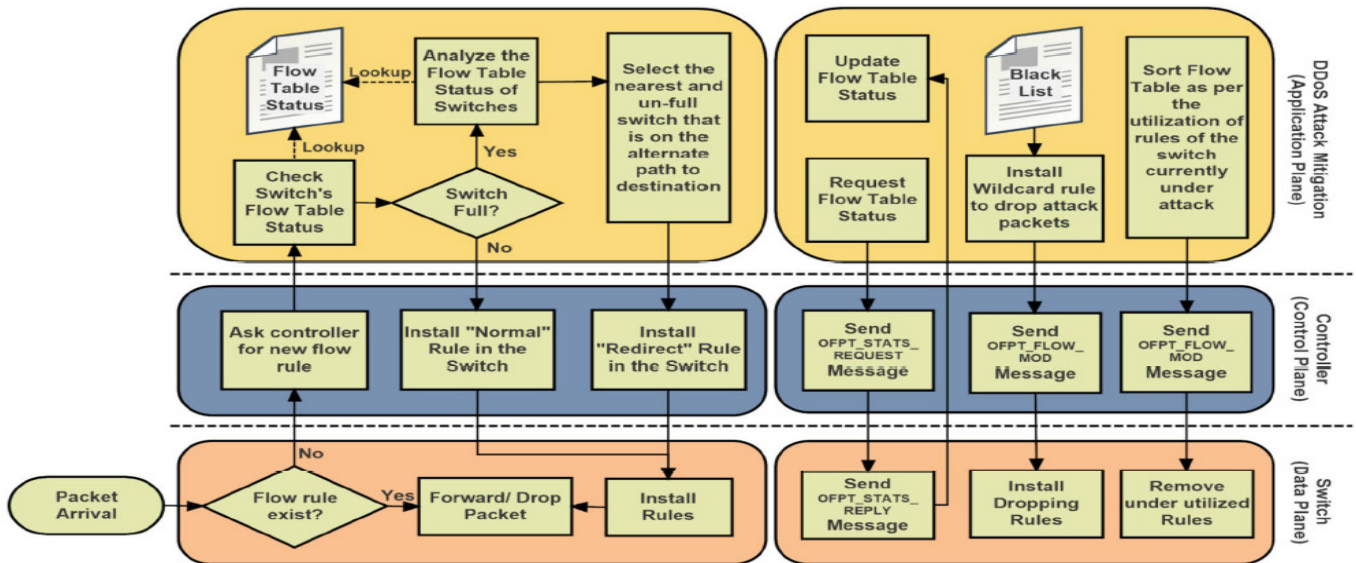 Flow
Table
Status
Lookup
Analyze the
Flow Table
Status of
Switches
Select the
nearest and
un-full
switch that
is on the
alternate
path to
destination
Lookup
Yes
Check
Switch's
Flow Table
Status
Switch
Full?
No
Update
Flow Table
Status
Black
List
Sort Flow
Table as per
the
utilization of
rules of the
switch
currently
under
attack
Request
Flow Table
Status
Install
Wildcard rule
to drop attack
packets
DDoS Attack Mitigation
(Application Plane)
Ask controller
for new flow
rule
Install "Normal"
Rule in the
Switch
Install
"Redirect" Rule
in the Switch
Send
OFPT_STATS_
REQUEST
Message
Send
OFPT_FLOW_
MOD
Message
Send
OFPT_FLOW_
MOD
Message
Controller
(Control Plane)
No
Packet
Arrival
Flow rule
exist?
Yes
Forward/ Drop
Packet
Install
Rules
Send
OFPT_STATS_
REPLY
Message
Install
Dropping
Rules
Remove
under utilized
Rules
Switch
(Data Plane)